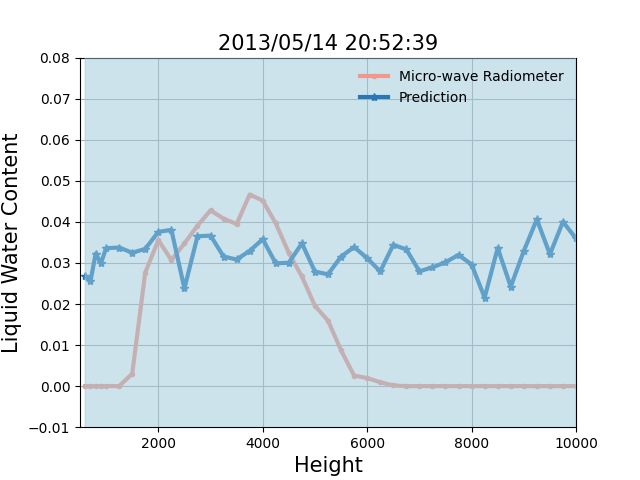 2013/05/14 20:52:39
Micro-wave Radiometer
Prediction
Liquid Water Content
0.08
0.07
0.06
0.05
0.04
0.03
0.02
0.01
0.00
−0.01
2000 4000 6000 8000 10000
Height